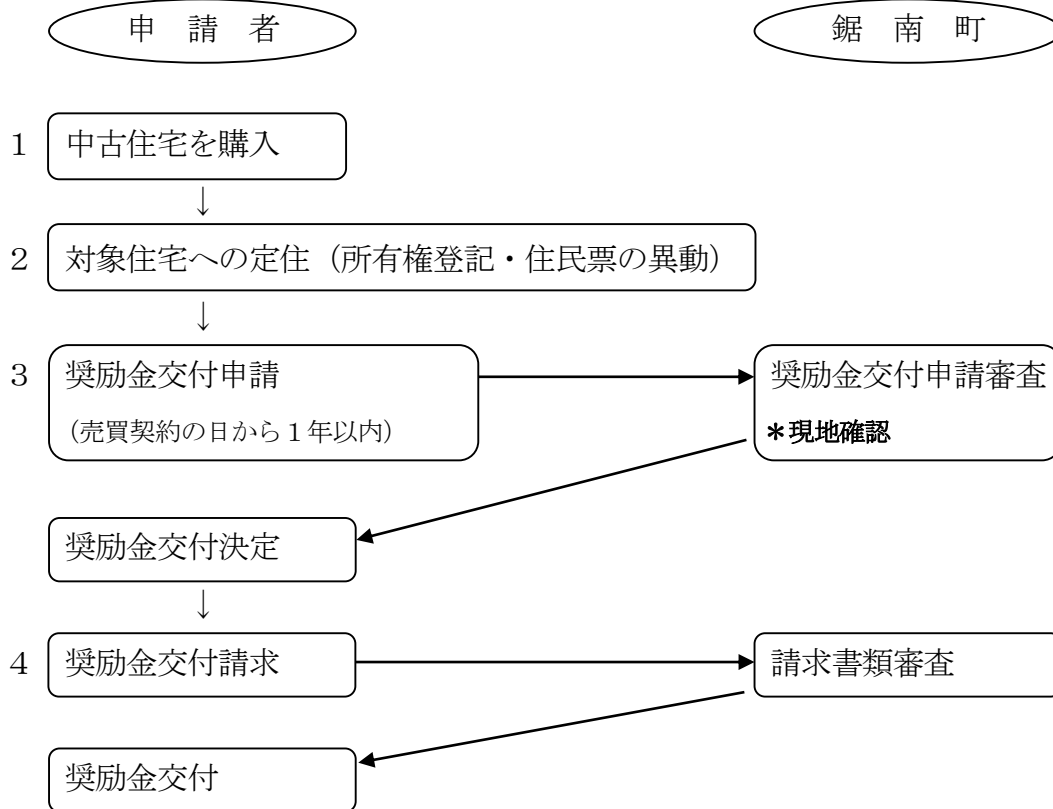 申 請 者
鋸 南 町
1 中古住宅を購入
↓
2 対象住宅への定住（所有権登記・住民票の異動）
↓
3 奨励金交付申請
（売買契約の日から１年以内）
奨励金交付申請審査
＊現地確認
奨励金交付決定
↓
4 奨励金交付請求
請求書類審査
奨励金交付